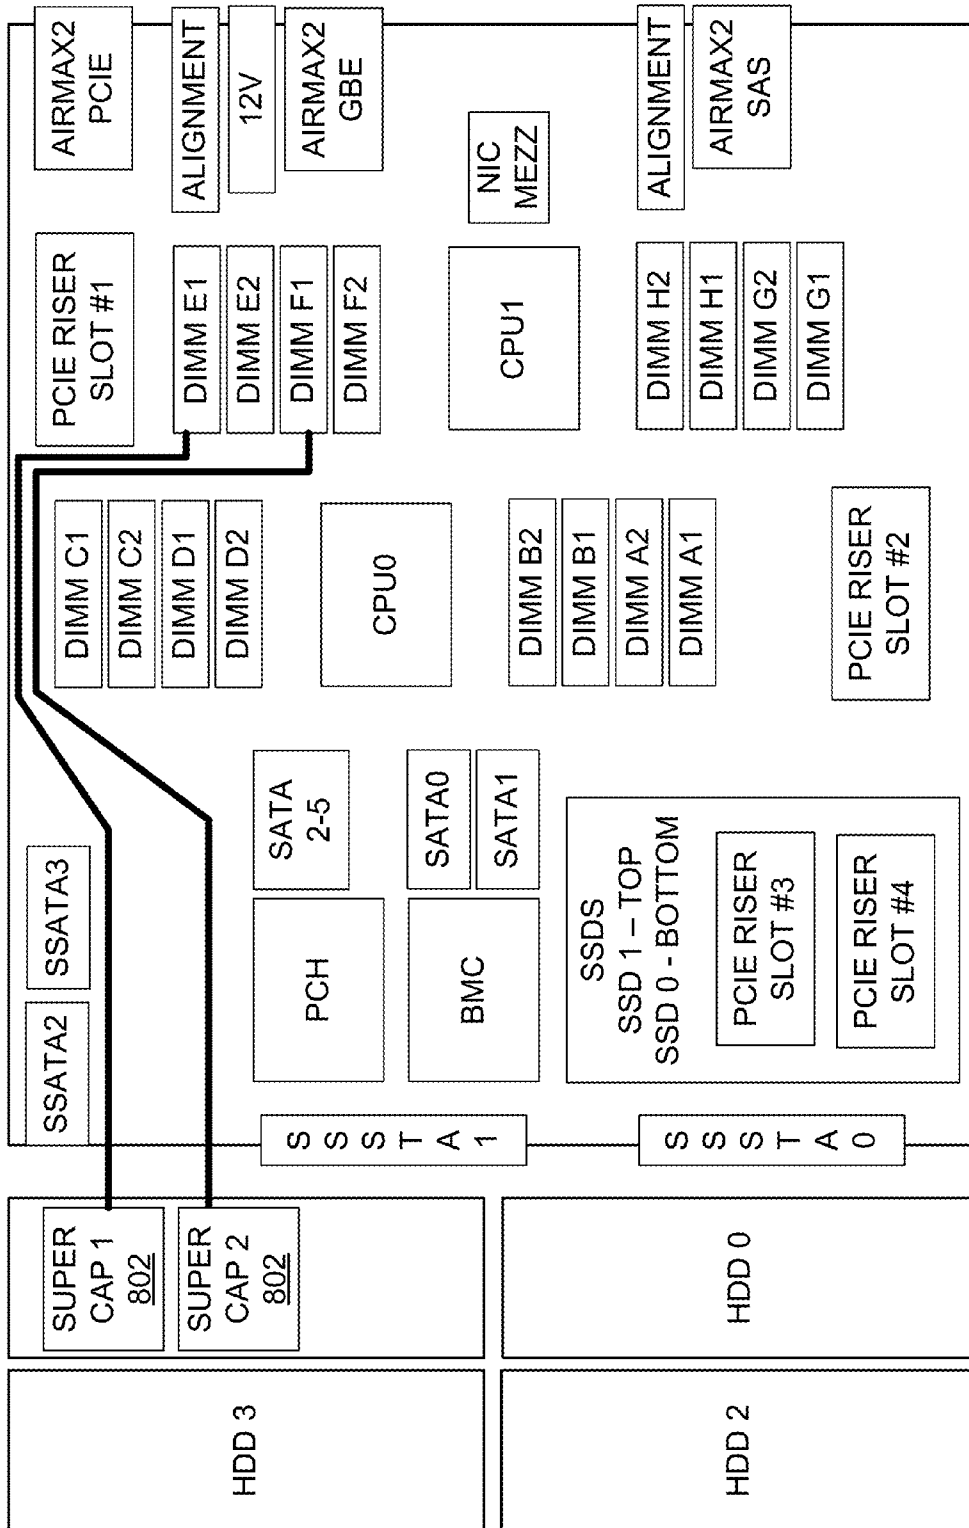 AIRMAX2
PCIE
ALIGNMENT
12V
AIRMAX2
GBE
NIC
MEZZ
ALIGNMENT
AIRMAX2
SAS
PCIE RISER
SLOT #1
DIMM E1
DIMM E2
DIMM F1
DIMM F2
CPU1
DIMM H2
DIMM H1
DIMM G2
DIMM G1
DIMM C1
DIMM C2
DIMM D1
DIMM D2
CPU0
DIMM B2
DIMM B1
DIMM A2
DIMM A1
PCIE RISER
SLOT #2
SSATA3
SSATA2
SATA
2-5
SATA0
SATA1
PCH
BMC
SSDS
SSD 1 – TOP
SSD 0 - BOTTOM
PCIE RISER
SLOT #3
PCIE RISER
SLOT #4
S
S
S
T
A
1
S
S
S
T
A
0
SUPER
CAP 1
802
SUPER
CAP 2
802
HDD 0
HDD 3
HDD 2